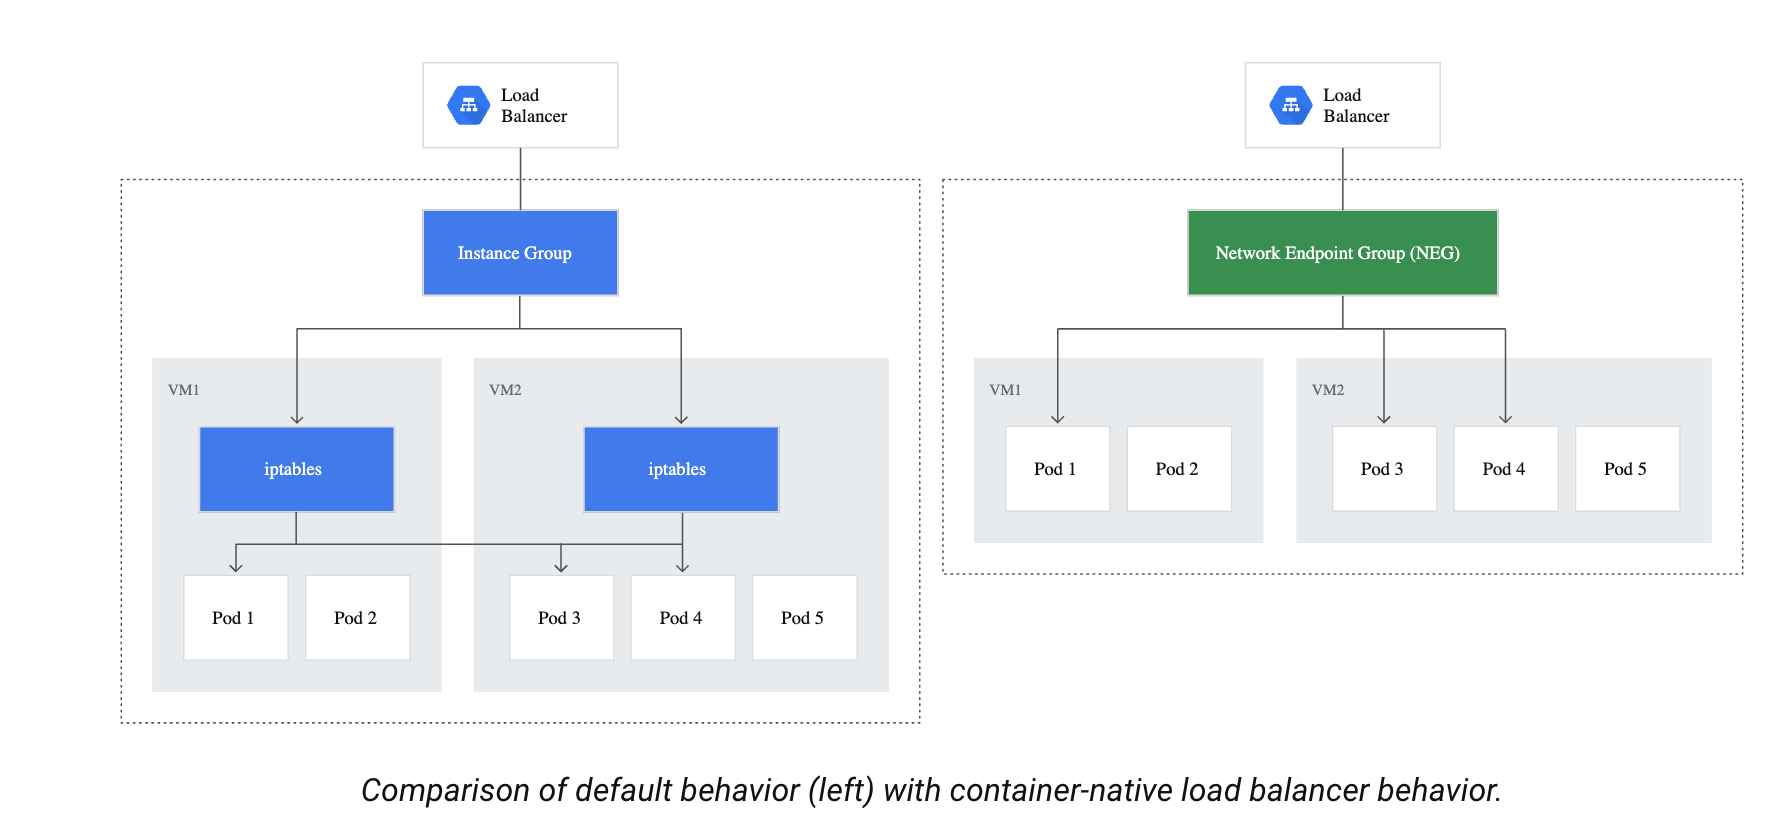 Load
Balancer
Instance Group
VM1
VM2
iptables
iptables
Pod 1
Pod 2
Pod 3
Pod 4
Pod 5
Load
Balancer
Network Endpoint Group (NEG)
VM1
VM2
Pod 1
Pod 2
Pod 3
Pod 4
Pod 5
Comparison of default behavior (left) with container-native load balancer behavior.